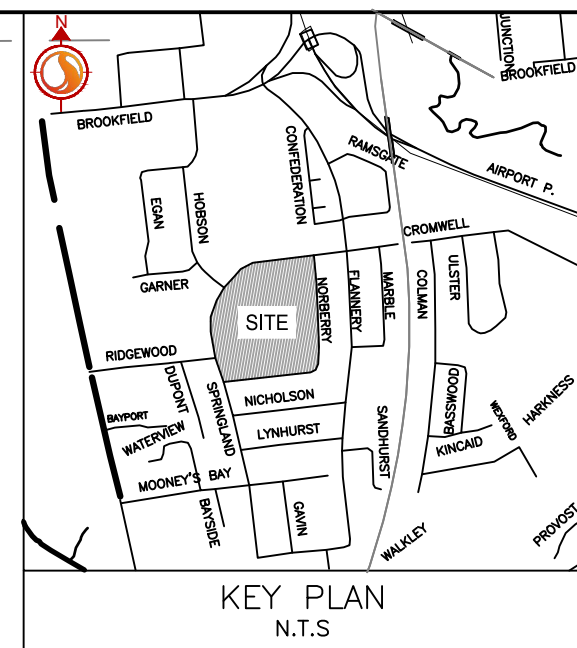 N
JUNCTION
BROOKFIELD
BROOKFIELD
CONFEDERATION
RAMSGATE
AIRPORT P.
EGAN
HOBSON
CROMWELL
GARNER
NORBERRY
FLANNERY
MARBLE
COLMAN
ULSTER
SITE
RIDGEWOOD
DUPONT
SPRINGLAND
NICHOLSON
BASSWOOD
HARKNESS
BAYPORT
WATERVIEW
LYNHURST
SANDHURST
WEXFORD
KINCAID
MOONEY'S BAY
BAYSIDE
GAVIN
WALKLEY
PROVOST
KEY PLAN
N.T.S